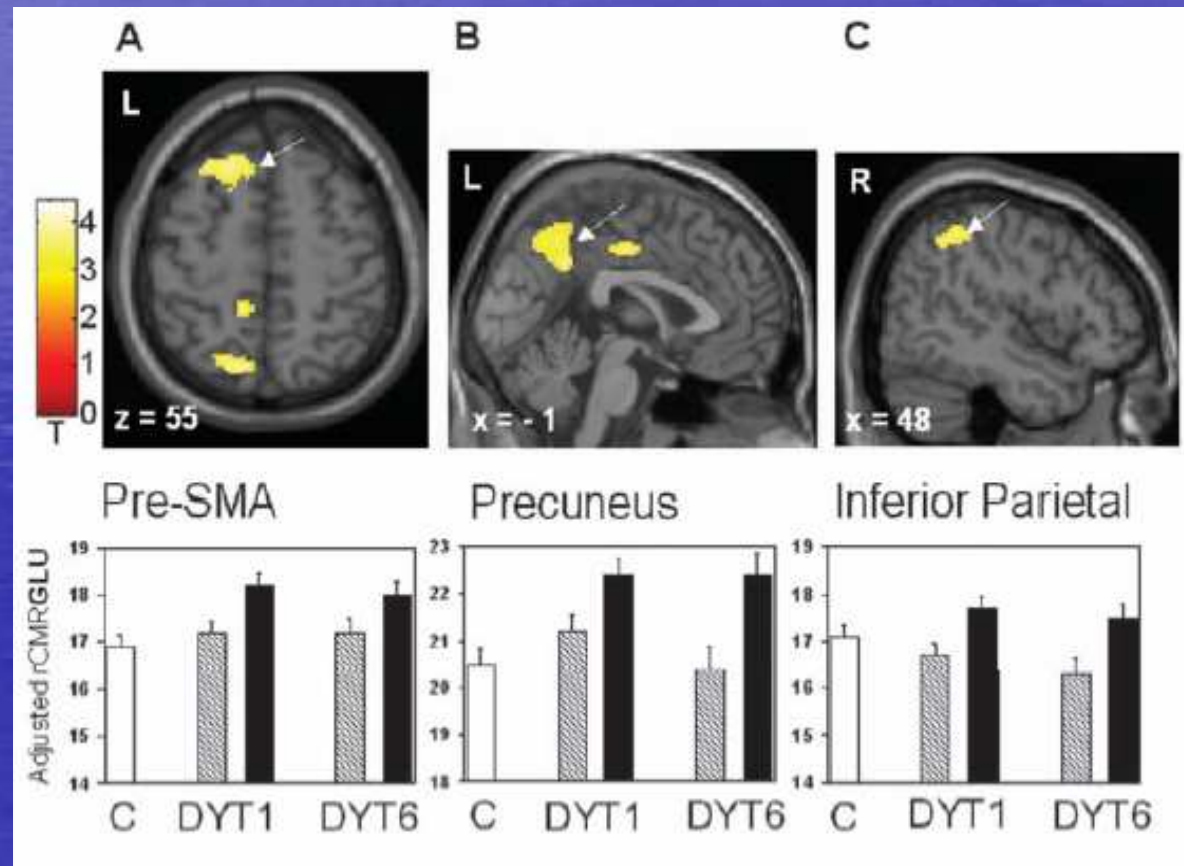 A B C
L
L
R
4
3
2
1
0
T
z = 55
x = - 1
x = 48
Pre-SMA Precuneus Inferior Parietal
Adjusted rCMRGLU
19
18
17
16
15
14
23
22
21
20
19
18
19
18
17
16
15
14
C DYT1 DYT6
C DYT1 DYT6
C DYT1 DYT6